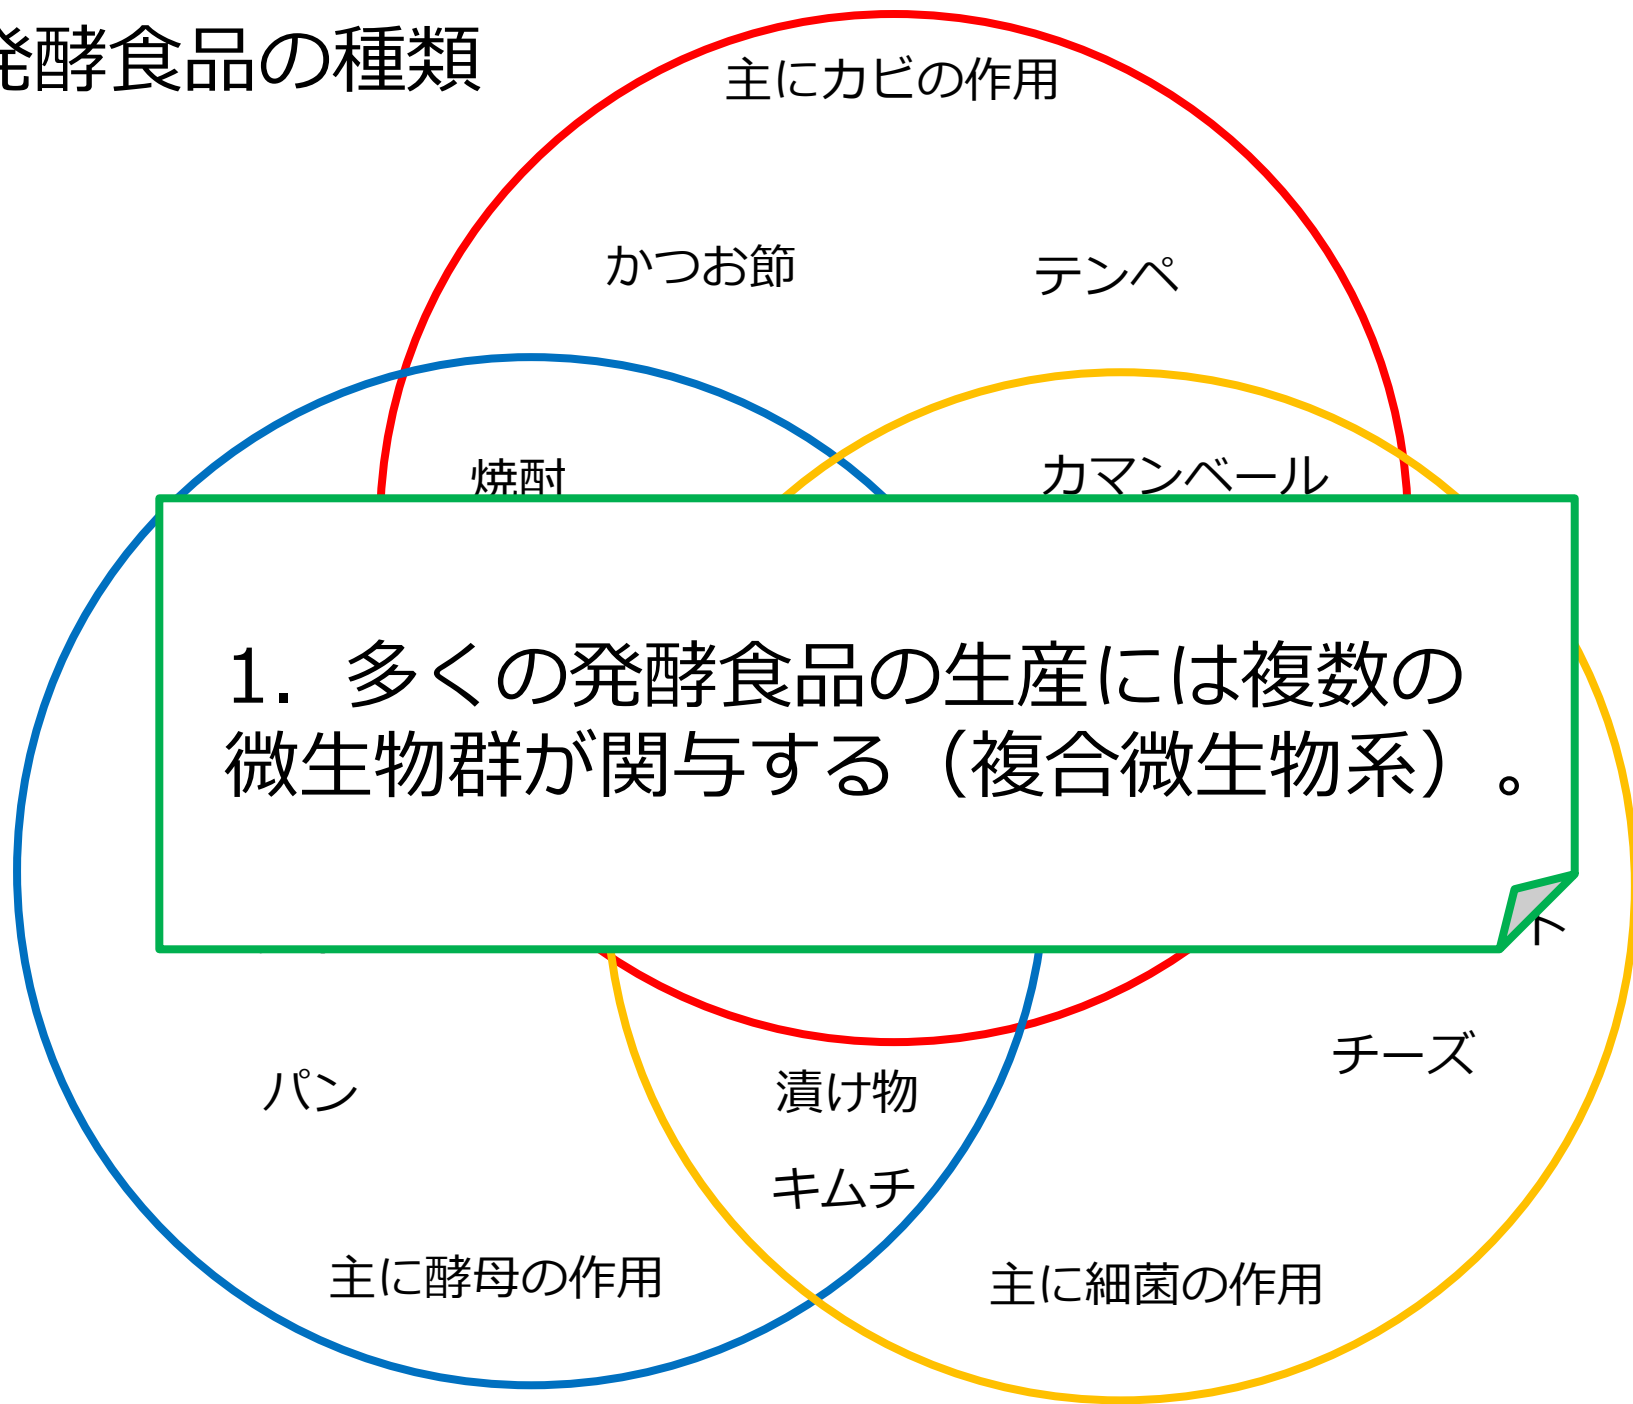 発酵食品の種類
主にカビの作用
かつお節
テンペ
焼酎
カマンベール
1. 多くの発酵食品の生産には複数の
微生物群が関与する（複合微生物系）。
チーズ
パン
漬け物
キムチ
主に酵母の作用
主に細菌の作用